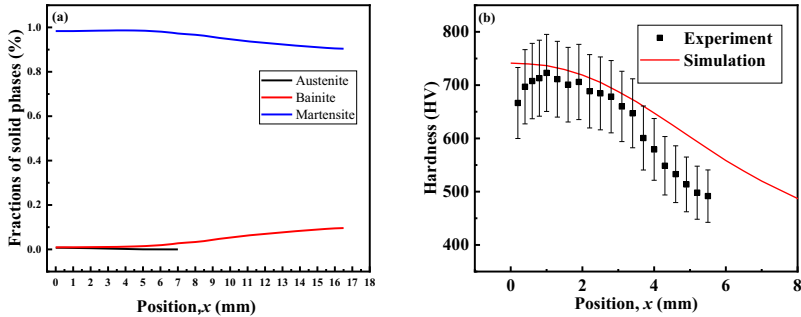 (a)
Fractions of solid phases (%)
1.0
0.8
0.6
0.4
0.2
0.0
Austenite
Bainite
Martensite
0 1 2 3 4 5 6 7 8 9 10 11 12 13 14 15 16 17 18
Position,x (mm)
(b)
Hardness (HV)
800
700
600
500
400
Experiment
Simulation
0 2 4 6 8
Position, x (mm)